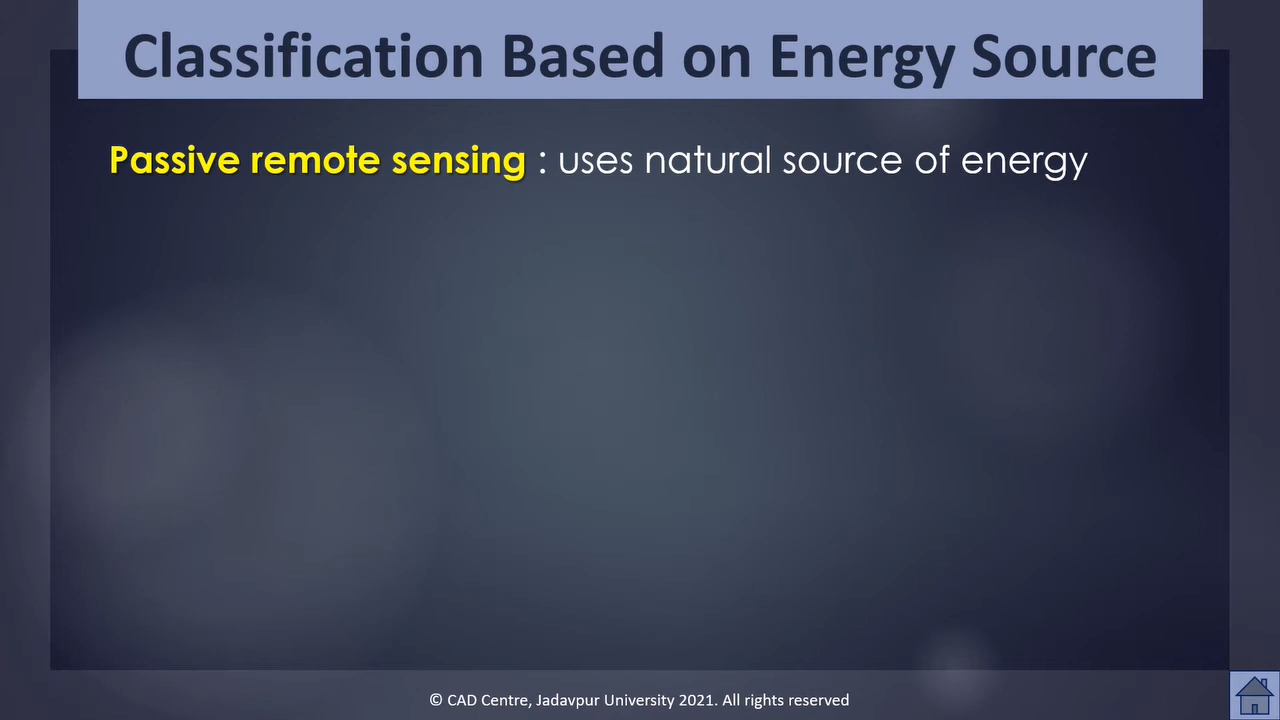 Classification Based on Energy Source
Passive remote sensing : uses natural source of energy
© CAD Centre, Jadavpur University 2021. All rights reserved